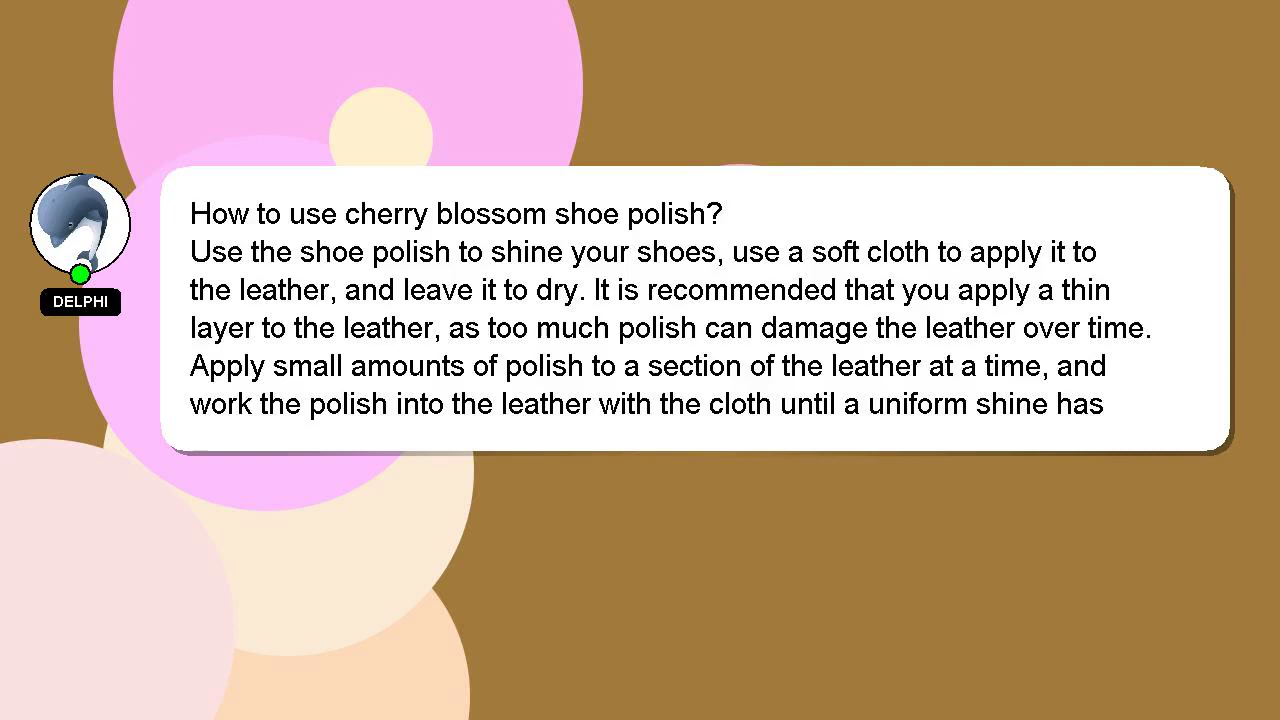 How to use cherry blossom shoe polish?
Use the shoe polish to shine your shoes, use a soft cloth to apply it to
the leather, and leave it to dry. It is recommended that you apply a thin
layer to the leather, as too much polish can damage the leather over time.
Apply small amounts of polish to a section of the leather at a time, and
work the polish into the leather with the cloth until a uniform shine has
DELPHI